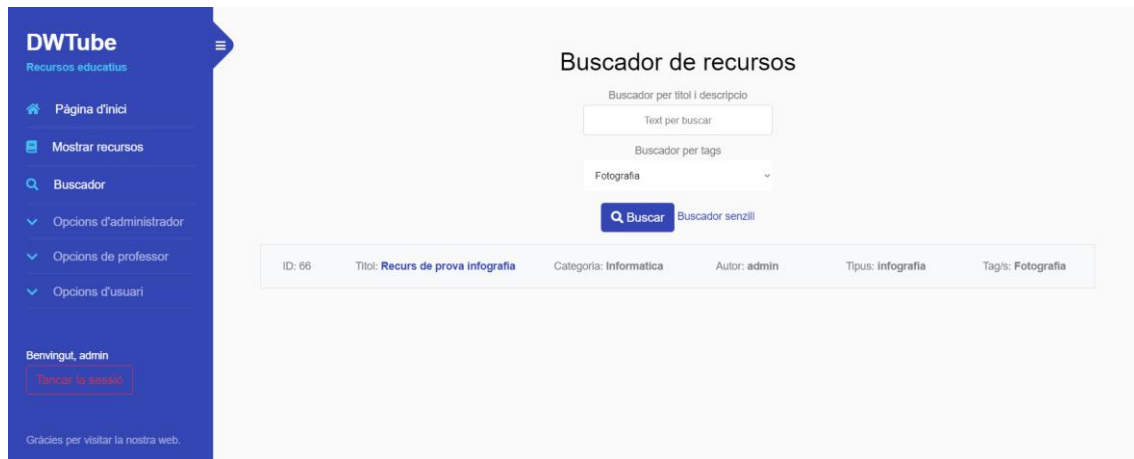 DWTube
Recursos educatius
Pàgina d'inici
Mostrar recursos
Buscador
Opcions d'administrador
Opcions de professor
Opcions d'usuari
Benvingut, admin
Tancar la sessió
Gràcies per visitar la nostra web.
Buscador de recursos
Buscador per titol i descripcio
Text per buscar
Buscador per tags
Fotografia
Buscar Buscador senzill
ID: 66 Titol: Recurs de prova infografia Categoria: Informatica Autor: admin Tipus: infografia Tag/s: Fotografia